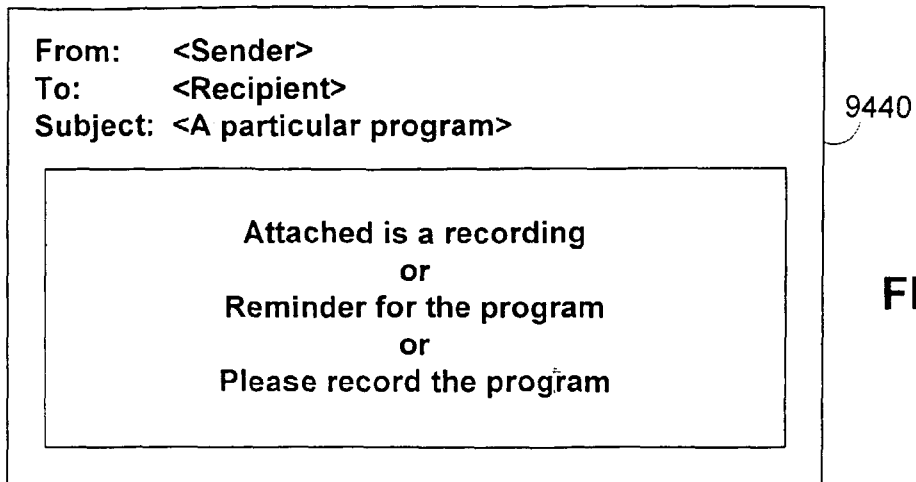 From: <Sender>
To: <Recipient>
Subject: <A particular program>
9440
Attached is a recording
or
Reminder for the program
or
Please record the program